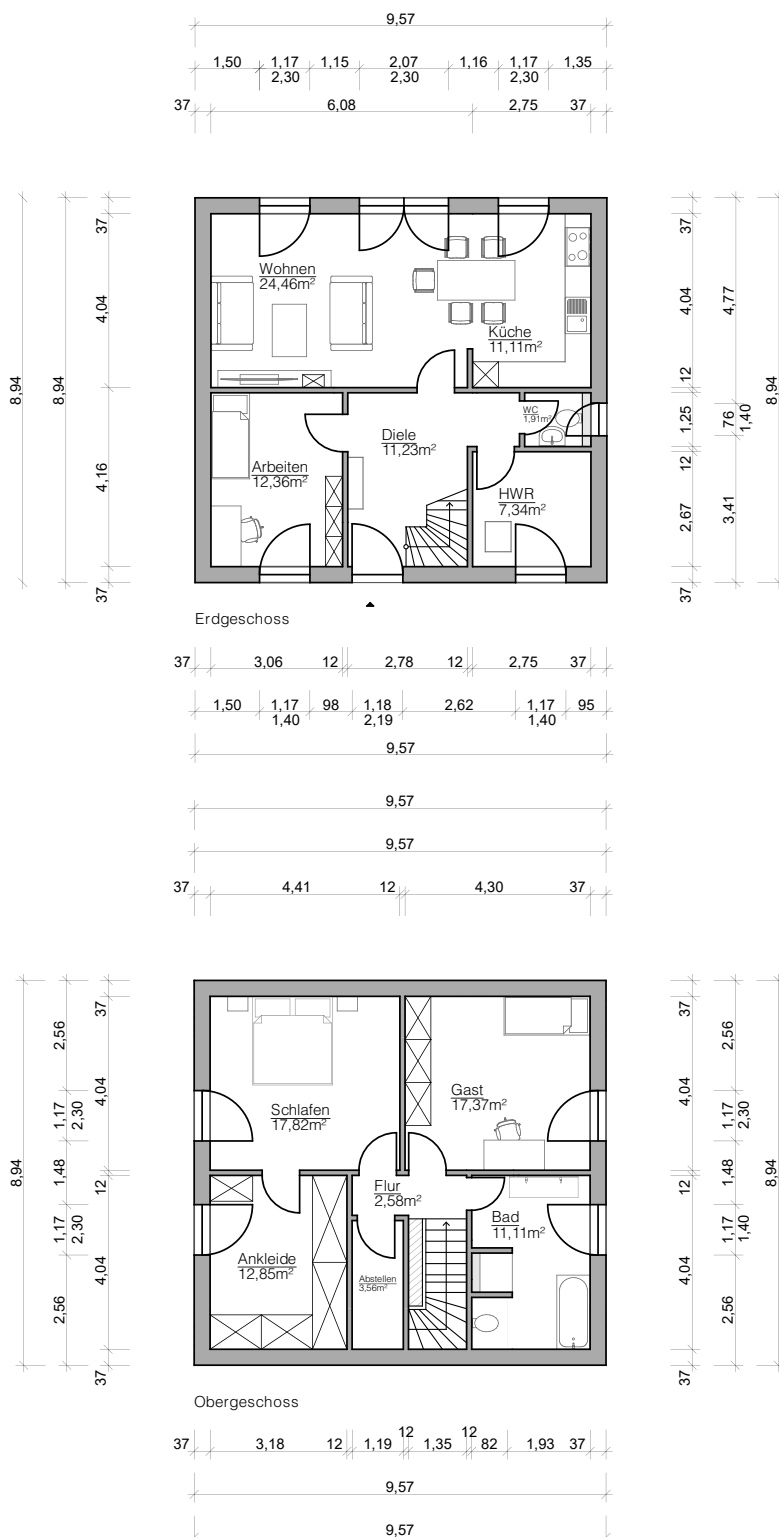 9,57
1,50 1,17 1,15 2,07 1,16 1,17 1,35
2,30 2,30 2,30
37 6,08 2,75 37
8,94
8,94
37
4,04
4,16
37
Wohnen
24,46m²
Küche
11,11m²
WC
1,91m²
Diele
11,23m²
Arbeiten
12,36m²
HWR
7,34m²
37
4,04
12
1,25
12
2,67
37
4,77
76
1,40
3,41
8,94
Erdgeschoss
37 3,06 12 2,78 12 2,75 37
1,50 1,17 98 1,18 2,62 1,17 95
1,40 2,19 1,40
9,57
9,57
9,57
37 4,41 12 4,30 37
8,94
2,56
1,17
2,30
1,48
1,17
2,30
2,56
37
4,04
12
4,04
37
Schlafen
17,82m²
Gast
17,37m²
Flur
2,58m²
Bad
11,11m²
Ankleide
12,85m²
Abstellen
3,56m²
37
4,04
12
4,04
37
2,56
1,17
2,30
1,48
1,17
1,40
2,56
8,94
Obergeschoss
12 12
37 3,18 12 1,19 1,35 82 1,93 37
9,57
9,57